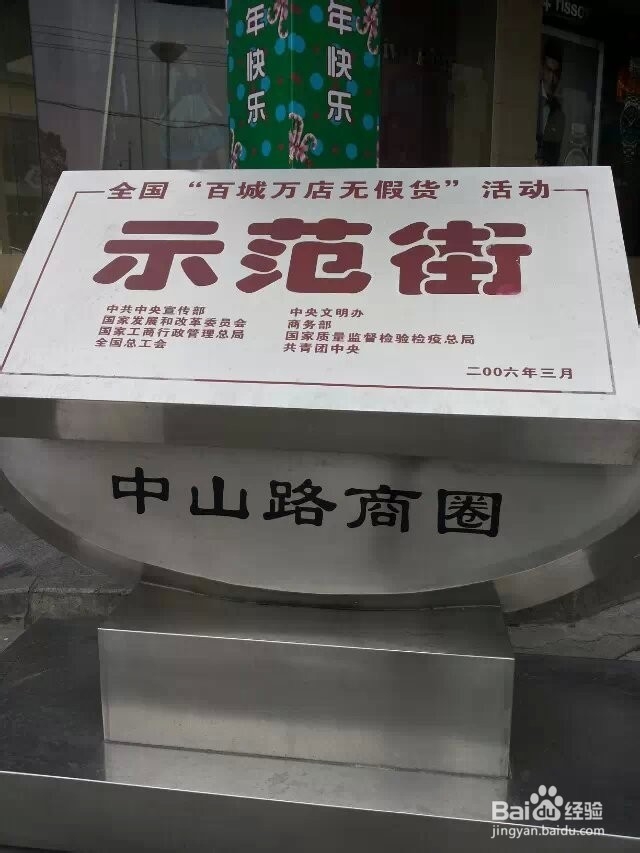 年快乐
年快乐
Tisso
全国“百城万店无假货”活动
示范街
中共中央宣传部
国家发展和改革委员会
国家工商行政管理总局
全国总工会
中央文明办
商务部
国家质量监督检验检疫总局
共青团中央
二00六年三月
中山路商圈
Baidu经验
jingyan.baidu.com